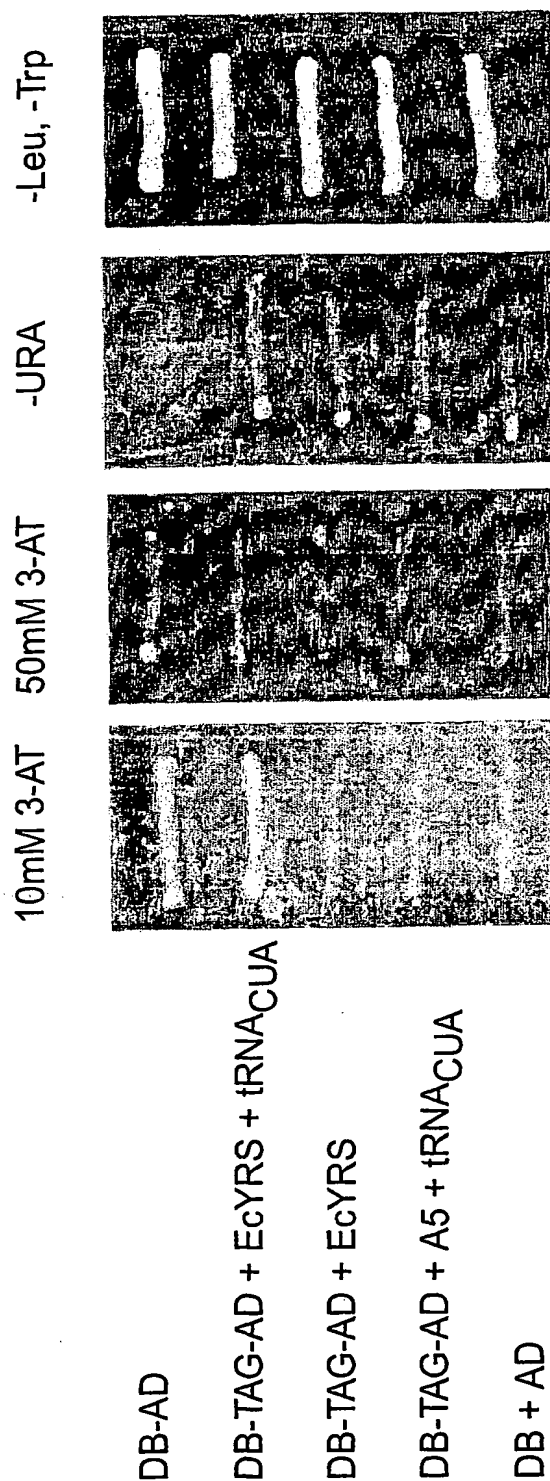 10mM 3-AT
50mM 3-AT
-URA
-Leu, -Trp
DB-AD
DB-TAG-AD + EcYRS + tRNACUA
DB-TAG-AD + EcYRS
DB-TAG-AD + A5 + tRNACUA
DB + AD